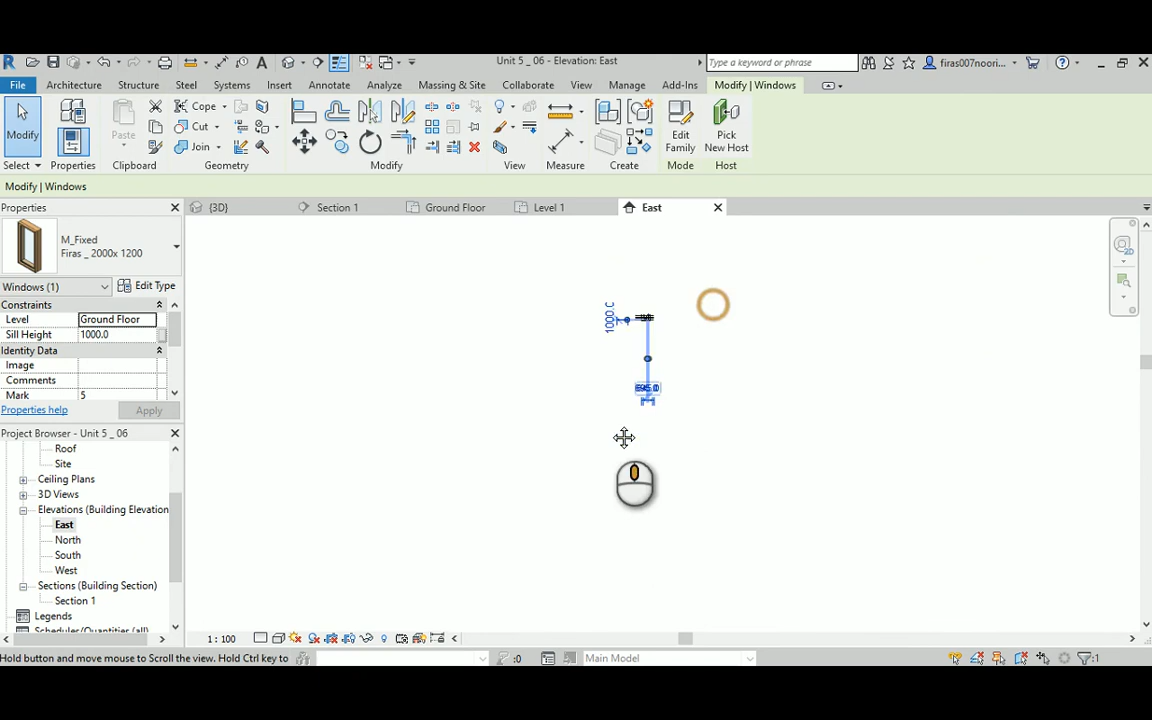 Unit 5 _ 06 - Elevation: East
Type a keyword or phrase
firas007noori...
File Architecture Structure Steel Systems Insert Annotate Analyze Massing & Site Collaborate View Manage Add-Ins Modify | Windows
Modify
Properties
Paste
Cope
Cut
Join
Edit
Family
Pick
New Host
Select Properties Clipboard Geometry Modify View Measure Create Mode Host
Modify | Windows
Properties
{3D} Section 1 Ground Floor Level 1 East
M_Fixed
Firas _ 2000x 1200
Windows (1) Edit Type
Constraints
Level Ground Floor
Sill Height 1000.0
Identity Data
Image
Comments
Mark 5
Properties help Apply
Project Browser - Unit 5 _ 06
Roof
Site
Ceiling Plans
3D Views
Elevations (Building Elevation
East
North
South
West
Sections (Building Section)
Section 1
Legends
2D
1 : 100
Hold button and move mouse to Scroll the view. Hold Ctrl key to
:0
Main Model
:1